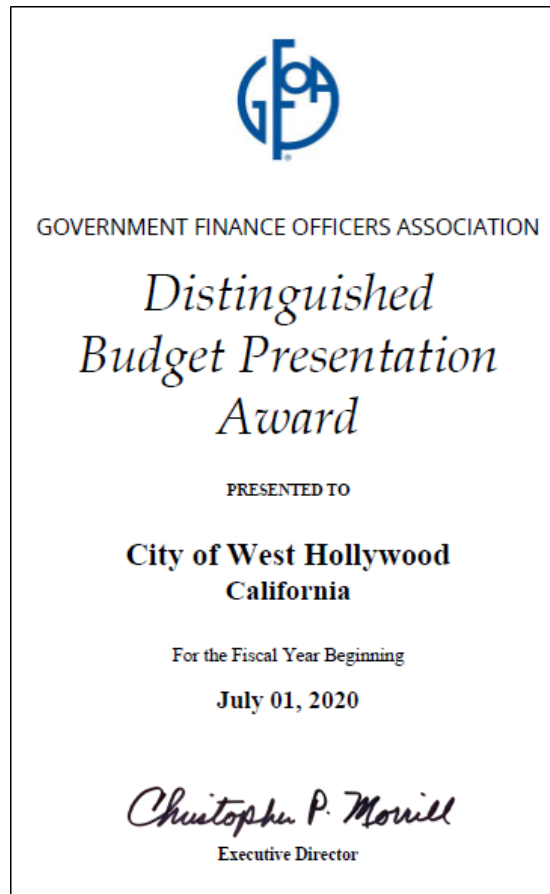 GFOA
GOVERNMENT FINANCE OFFICERS ASSOCIATION
Distinguished
Budget Presentation
Award
PRESENTED TO
City of West Hollywood
California
For the Fiscal Year Beginning
July 01, 2020
Christopher P. Morrill
Executive Director